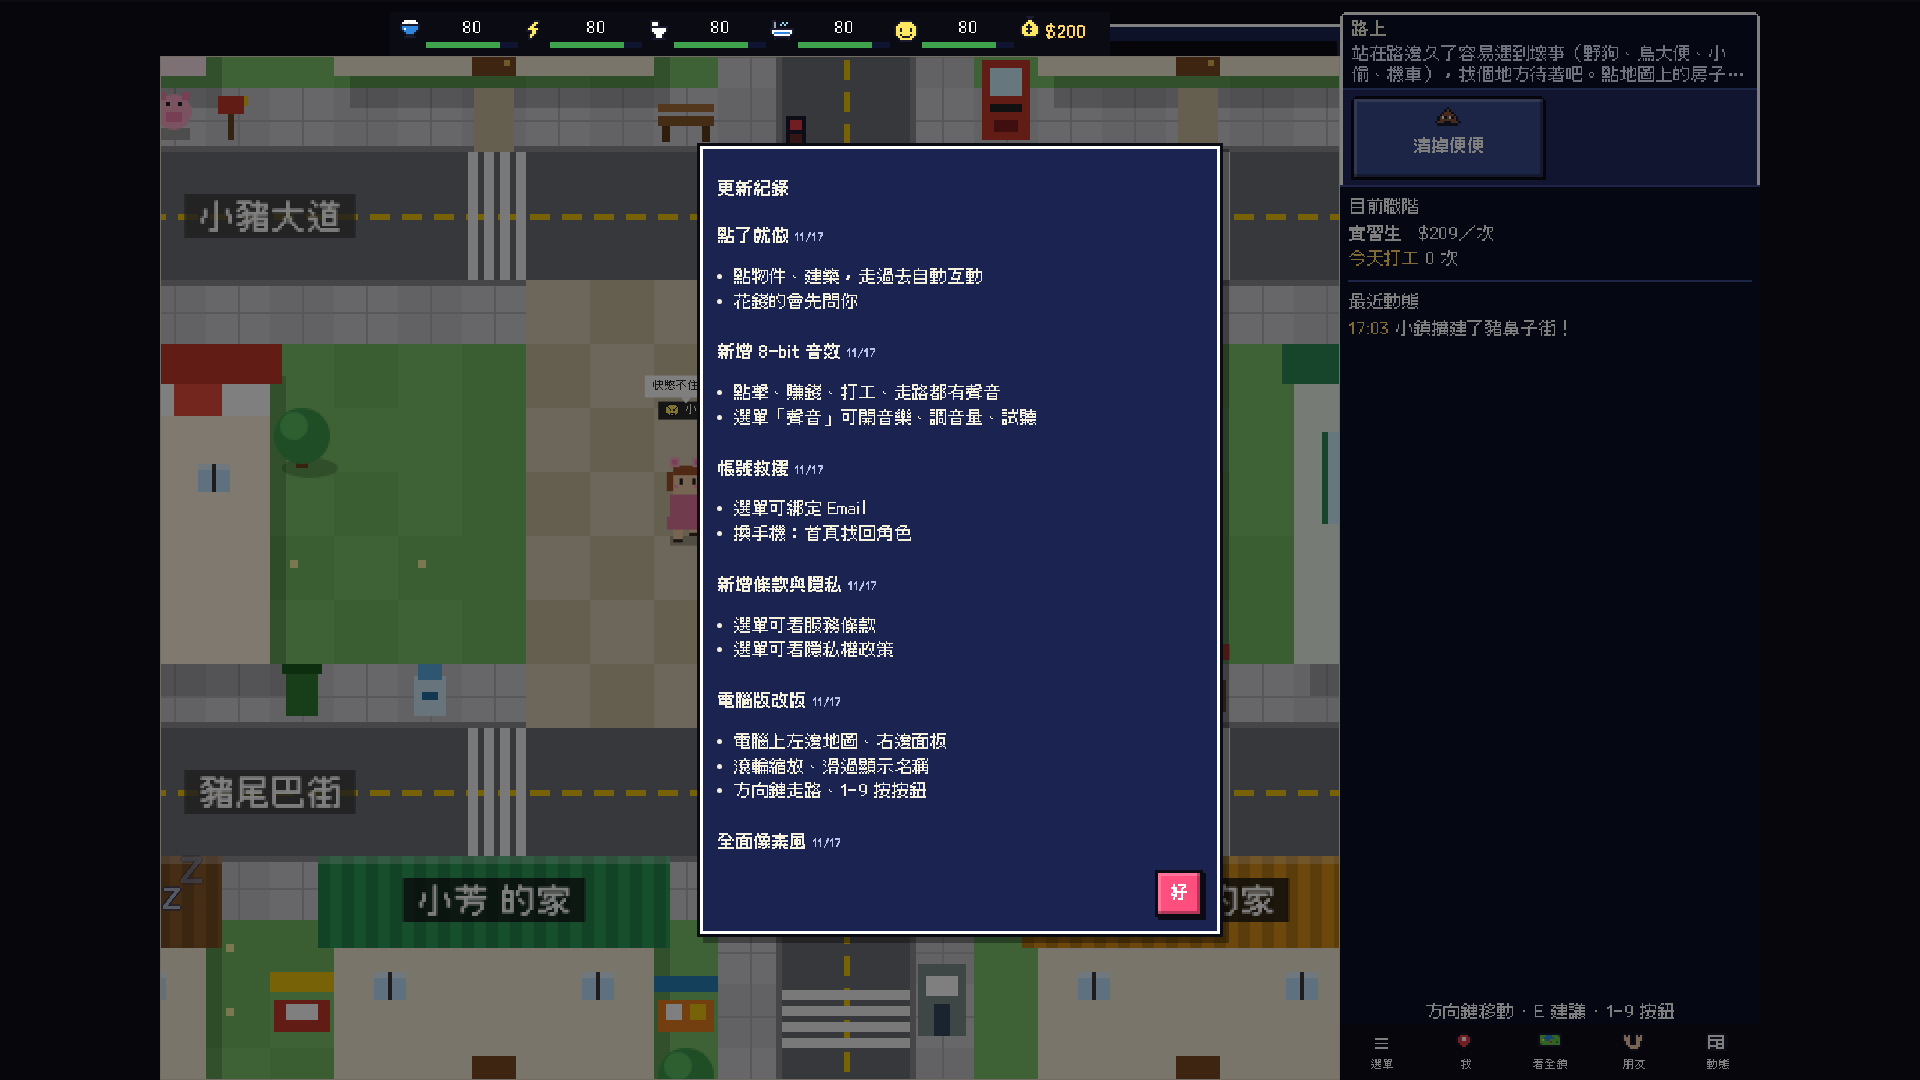 80
80
80
80
80
$200
路上
站在路邊久了容易遇到壞事（野狗、鳥大便、小
偷、機車），找個地方待著吧。點地圖上的房子…
清掉便便
目前職階
實習生 $209／次
今天打工 0 次
最近動態
17:03 小鎮擴建了豬鼻子街！
小豬大道
快憋不住
小
豬尾巴街
Z
Z
小芳 的家
的家
更新紀錄
點了就做 11/17
• 點物件、建築，走過去自動互動
• 花錢的會先問你
新增 8-bit 音效 11/17
• 點擊、賺錢、打工、走路都有聲音
• 選單「聲音」可開音樂、調音量、試聽
帳號救援 11/17
• 選單可綁定 Email
• 換手機：首頁找回角色
新增條款與隱私 11/17
• 選單可看服務條款
• 選單可看隱私權政策
電腦版改版 11/17
• 電腦上左邊地圖、右邊面板
• 滾輪縮放、滑過顯示名稱
• 方向鍵走路、1-9 按按鈕
全面像素風 11/17
好
方向鍵移動 · E 建議 · 1-9 按鈕
選單
我
看全鎮
朋友
動態